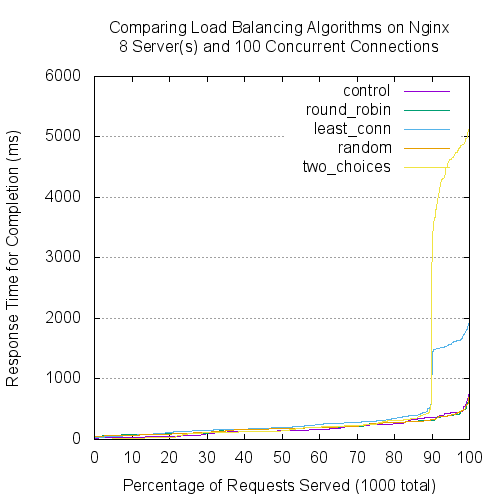 Comparing Load Balancing Algorithms on Nginx
8 Server(s) and 100 Concurrent Connections
6000
5000
4000
3000
2000
1000
0
Response Time for Completion (ms)
control
round_robin
least_conn
random
two_choices
0 10 20 30 40 50 60 70 80 90 100
Percentage of Requests Served (1000 total)